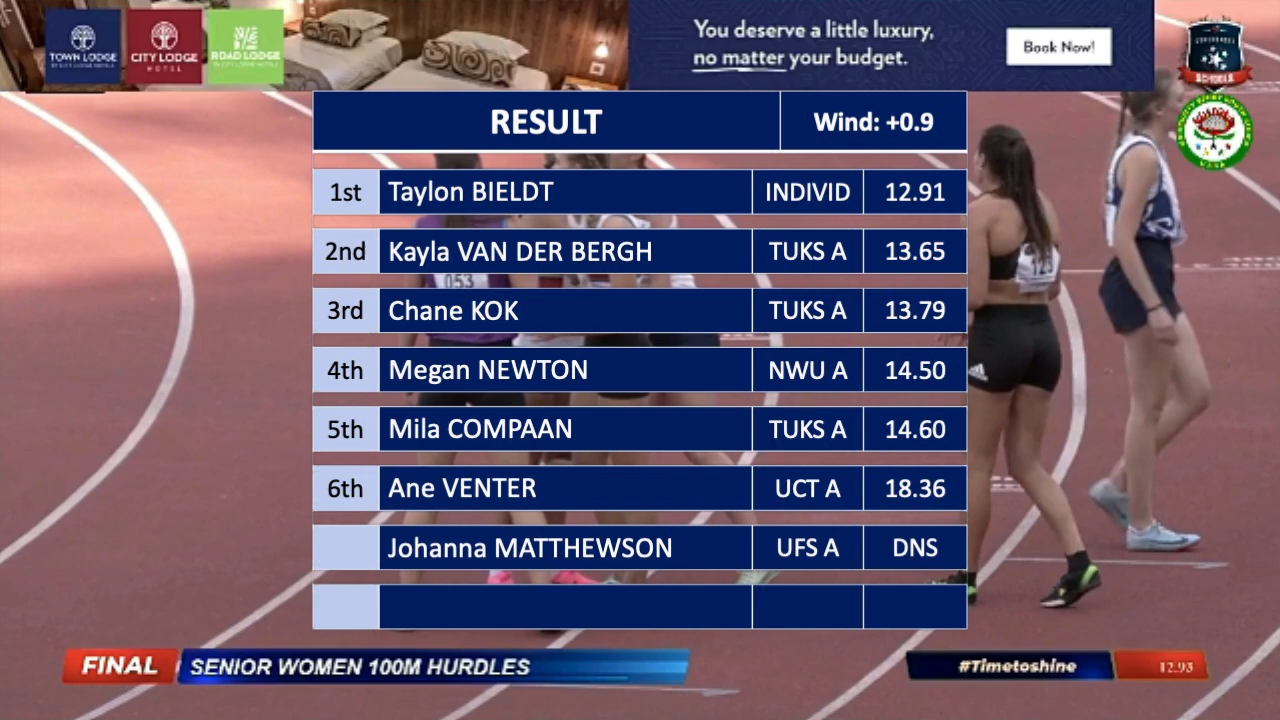 TOWN LODGE
CITY LODGE
HOTEL
ROAD LODGE
You deserve a little luxury,
no matter your budget.
Book Now!
SCHOOLS
RESULT
Wind: +0.9
1st Taylon BIELDT INDIVID 12.91
2nd Kayla VAN DER BERGH TUKS A 13.65
053
3rd Chane KOK TUKS A 13.79
4th Megan NEWTON NWU A 14.50
5th Mila COMPAAN TUKS A 14.60
6th Ane VENTER UCT A 18.36
Johanna MATTHEWSON UFS A DNS
FINAL
SENIOR WOMEN 100M HURDLES
#Timetoshine
12.93